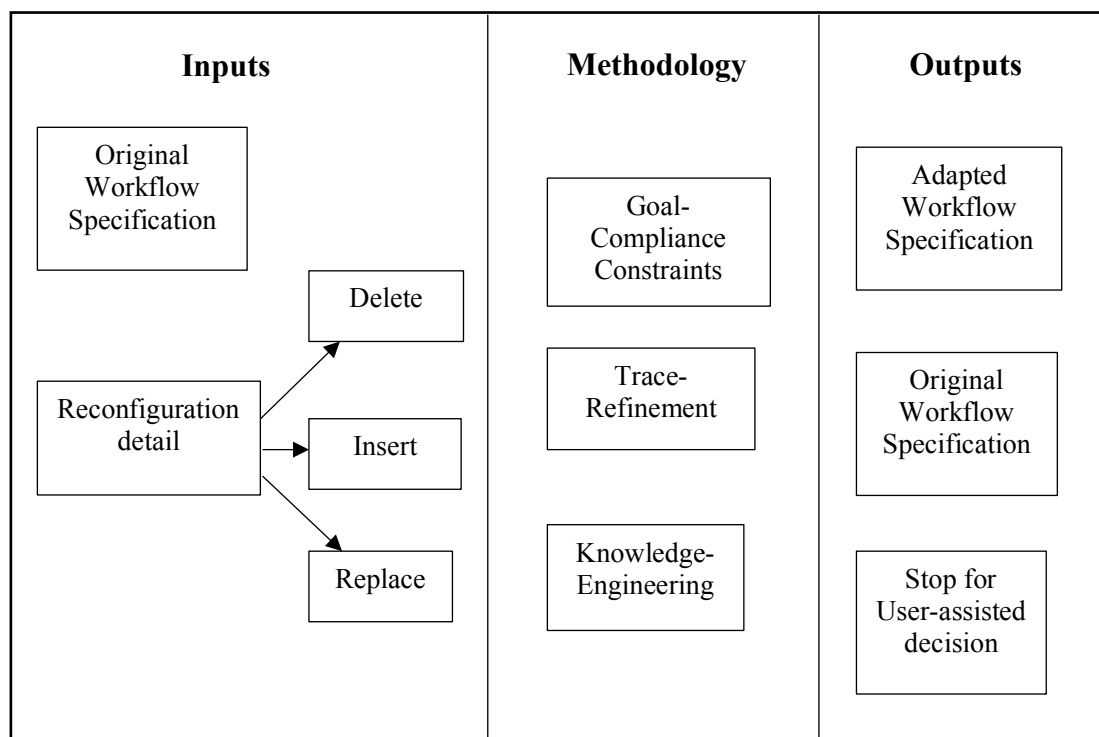 Inputs
Original
Workflow
Specification
Delete
Reconfiguration
detail
Insert
Replace
Methodology
Goal-
Compliance
Constraints
Trace-
Refinement
Knowledge-
Engineering
Outputs
Adapted
Workflow
Specification
Original
Workflow
Specification
Stop for
User-assisted
decision